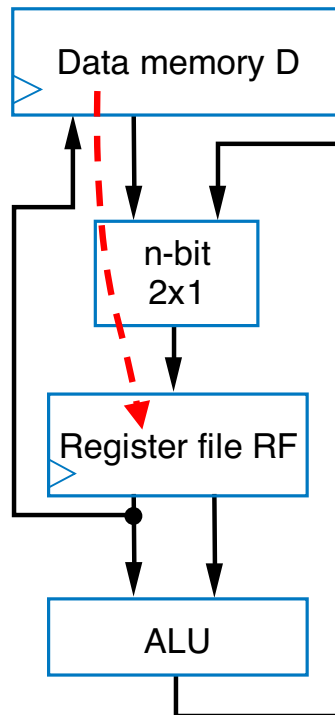 Data memory D
n-bit
2x1
Register file RF
ALU